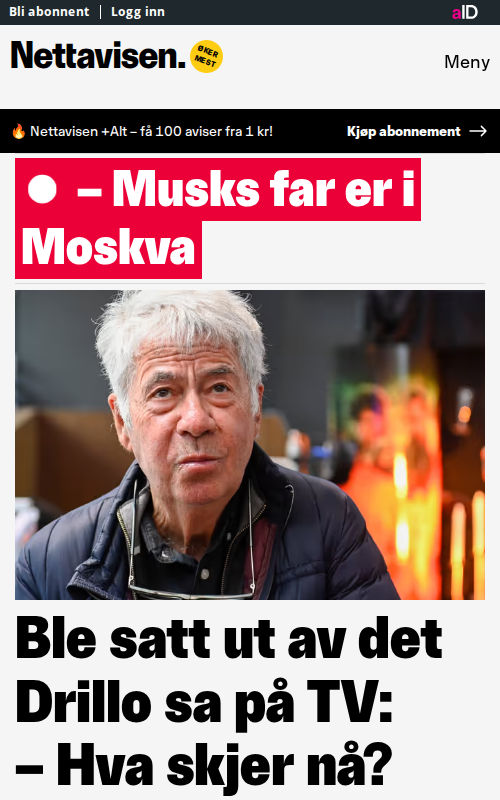 Bli abonnent | Logg inn
aID
Nettavisen.
ØKER
MEST
Meny
Nettavisen +Alt – få 100 aviser fra 1 kr!
Kjøp abonnement
– Musks far er i
Moskva
Ble satt ut av det
Drillo sa på TV:
– Hva skjer nå?